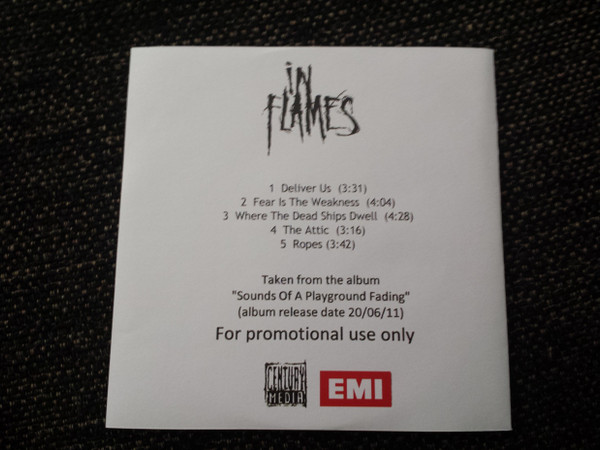 IN
FLAMES
1 Deliver Us (3:31)
2 Fear Is The Weakness (4:04)
3 Where The Dead Ships Dwell (4:28)
4 The Attic (3:16)
5 Ropes (3:42)
Taken from the album
"Sounds Of A Playground Fading"
(album release date 20/06/11)
For promotional use only
CENTURY
MEDIA
EMI